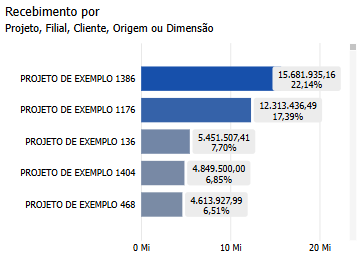 Recebimento por
Projeto, Filial, Cliente, Origem ou Dimensão
PROJETO DE EXEMPLO 1386
15.681.935,16
22,14%
PROJETO DE EXEMPLO 1176
12.313.436,49
17,39%
PROJETO DE EXEMPLO 136
5.451.507,41
7,70%
PROJETO DE EXEMPLO 1404
4.849.500,00
6,85%
PROJETO DE EXEMPLO 468
4.613.927,99
6,51%
0 Mi
10 Mi
20 Mi